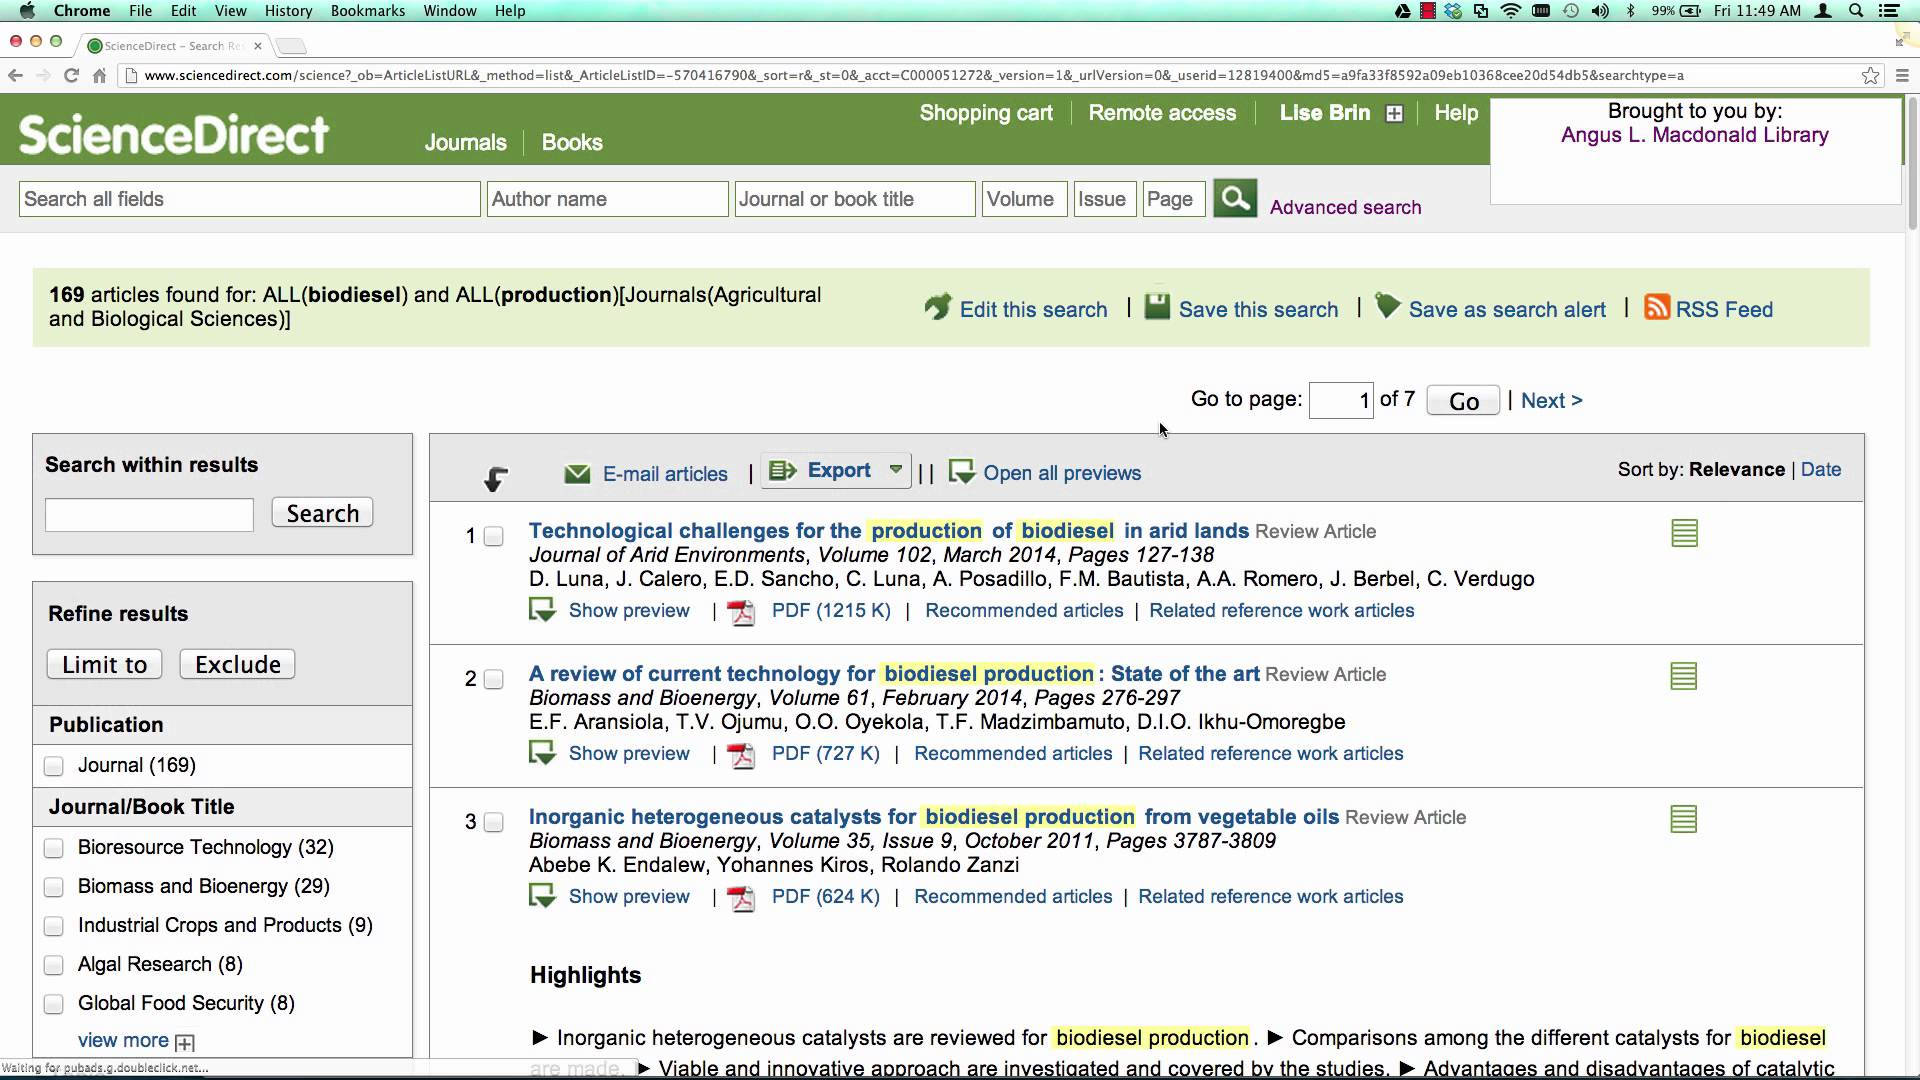 Chrome File Edit View History Bookmarks Window Help 99% Fri 11:49 AM
ScienceDirect - Search Re
www.sciencedirect.com/science?_ob=ArticleListURL&_method=list&_ArticleListID=-570416790&_sort=r&_st=0&_acct=C000051272&_version=1&_urlVersion=0&_userid=12819400&md5=a9fa33f8592a09eb10368cee20d54db5&searchtype=a
Shopping cart | Remote access | Lise Brin | Help
Brought to you by:
Angus L. Macdonald Library
ScienceDirect
Journals | Books
Search all fields Author name Journal or book title Volume Issue Page Advanced search
169 articles found for: ALL(biodiesel) and ALL(production)[Journals(Agricultural
and Biological Sciences)]
Edit this search | Save this search | Save as search alert | RSS Feed
Go to page: 1 of 7 Go | Next >
Search within results
Search
Refine results
Limit to Exclude
Publication
Journal (169)
Journal/Book Title
Bioresource Technology (32)
Biomass and Bioenergy (29)
Industrial Crops and Products (9)
Algal Research (8)
Global Food Security (8)
view more
E-mail articles | Export || Open all previews Sort by: Relevance | Date
1 Technological challenges for the production of biodiesel in arid lands Review Article
Journal of Arid Environments, Volume 102, March 2014, Pages 127-138
D. Luna, J. Calero, E.D. Sancho, C. Luna, A. Posadillo, F.M. Bautista, A.A. Romero, J. Berbel, C. Verdugo
Show preview | PDF (1215 K) | Recommended articles | Related reference work articles
2 A review of current technology for biodiesel production: State of the art Review Article
Biomass and Bioenergy, Volume 61, February 2014, Pages 276-297
E.F. Aransiola, T.V. Ojumu, O.O. Oyekola, T.F. Madzimbamuto, D.I.O. Ikhu-Omoregbe
Show preview | PDF (727 K) | Recommended articles | Related reference work articles
3 Inorganic heterogeneous catalysts for biodiesel production from vegetable oils Review Article
Biomass and Bioenergy, Volume 35, Issue 9, October 2011, Pages 3787-3809
Abebe K. Endalew, Yohannes Kiros, Rolando Zanzi
Show preview | PDF (624 K) | Recommended articles | Related reference work articles
Highlights
► Inorganic heterogeneous catalysts are reviewed for biodiesel production. ► Comparisons among the different catalysts for biodiesel
are made. ► Viable and innovative approach are investigated and covered by the studies. ► Advantages and disadvantages of catalytic
Waiting for pubads.g.doubleclick.net...